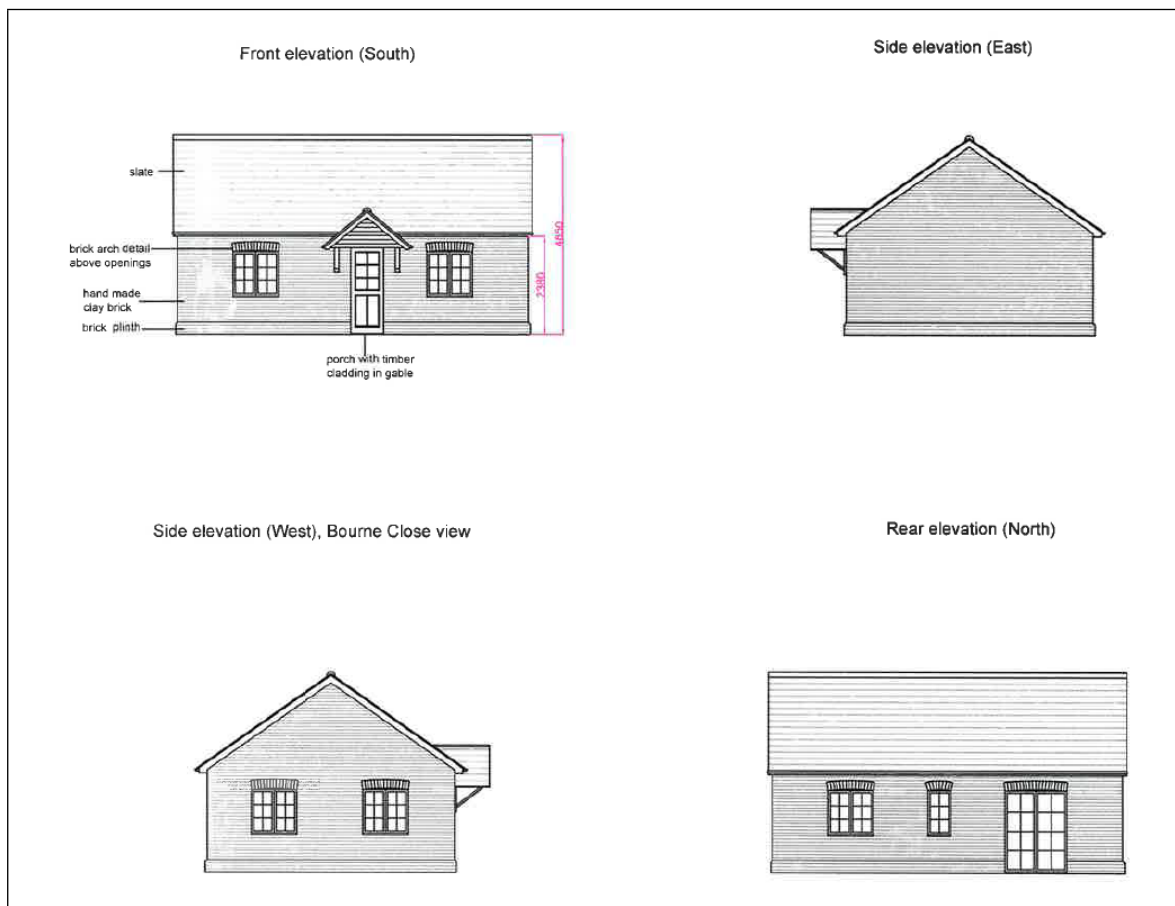 Front elevation (South)
Side elevation (East)
slate
brick arch detail
above openings
hand made
clay brick
brick plinth
porch with timber
cladding in gable
2380
4850
Side elevation (West), Bourne Close view
Rear elevation (North)